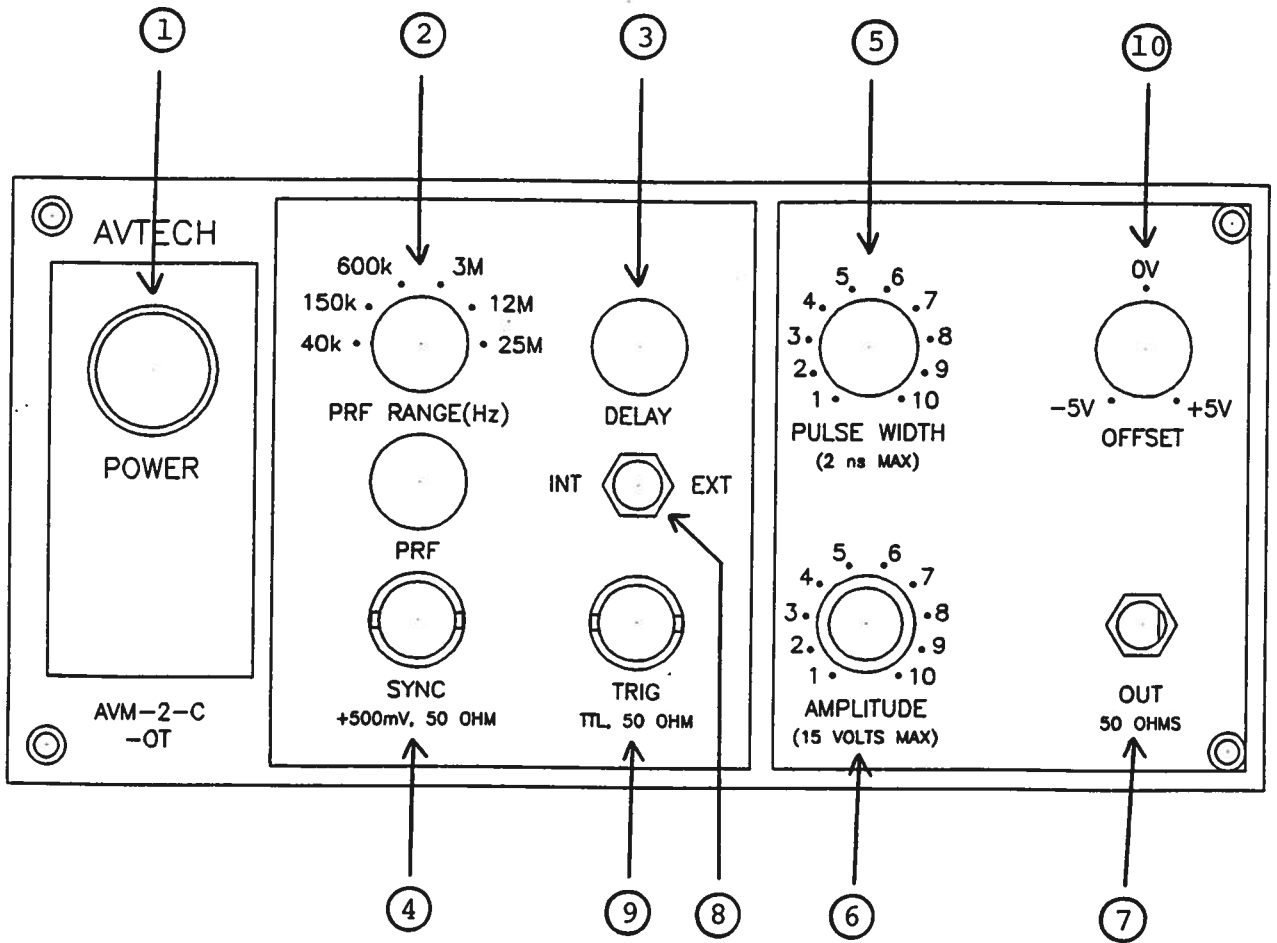 1 2 3 5 10
AVTECH
POWER
AVM-2-C
-OT
600k 3M
150k 12M
40k 25M
PRF RANGE(Hz)
PRF
SYNC
+500mV, 50 OHM
DELAY
INT EXT
TRIG
TTL, 50 OHM
5 6
4 7
3 8
2 9
1 10
PULSE WIDTH
(2 ns MAX)
5 6
4 7
3 8
2 9
1 10
AMPLITUDE
(15 VOLTS MAX)
0V
-5V +5V
OFFSET
OUT
50 OHMS
4 9 8 6 7